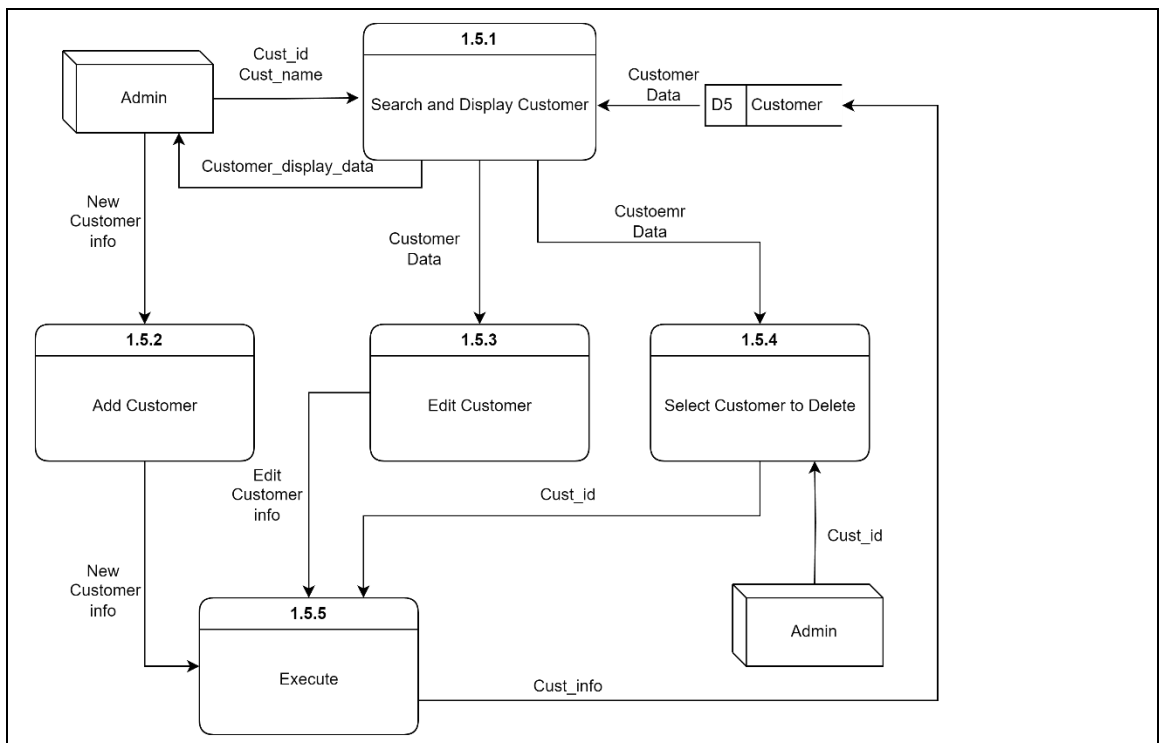 1.5.1
Cust_id
Cust_name
Admin
Search and Display Customer
Customer
Data
D5
Customer
Customer_display_data
New
Customer
info
Customer
Data
Custoemr
Data
1.5.2
Add Customer
1.5.3
Edit Customer
1.5.4
Select Customer to Delete
Edit
Customer
info
Cust_id
Cust_id
New
Customer
info
1.5.5
Execute
Admin
Cust_info